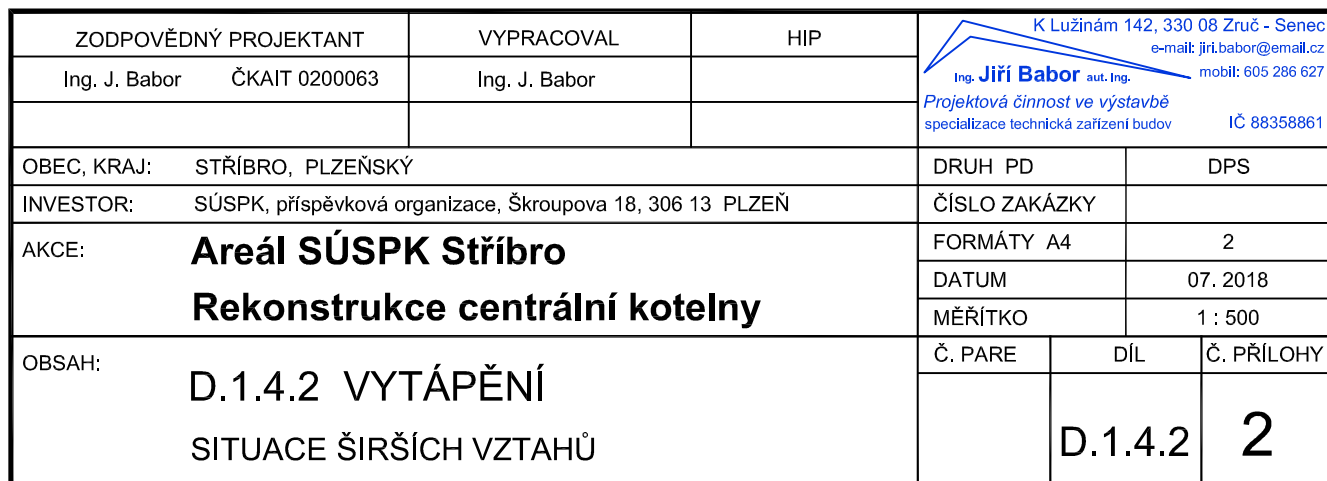 ZODPOVĚDNÝ PROJEKTANT VYPRACOVAL HIP
Ing. J. Babor ČKAIT 0200063 Ing. J. Babor
K Lužinám 142, 330 08 Zruč - Senec
e-mail: jiri.babor@email.cz
Ing. Jiří Babor aut. Ing. mobil: 605 286 627
Projektová činnost ve výstavbě
specializace technická zařízení budov IČ 88358861
OBEC, KRAJ: STŘÍBRO, PLZEŇSKÝ
DRUH PD DPS
INVESTOR: SÚSPK, příspěvková organizace, Škroupova 18, 306 13 PLZEŇ
ČÍSLO ZAKÁZKY
AKCE: Areál SÚSPK Stříbro
Rekonstrukce centrální kotelny
FORMÁTY A4 2
DATUM 07. 2018
MĚŘÍTKO 1 : 500
OBSAH: D.1.4.2 VYTÁPĚNÍ
SITUACE ŠIRŠÍCH VZTAHŮ
Č. PARE DÍL Č. PŘÍLOHY
D.1.4.2 2